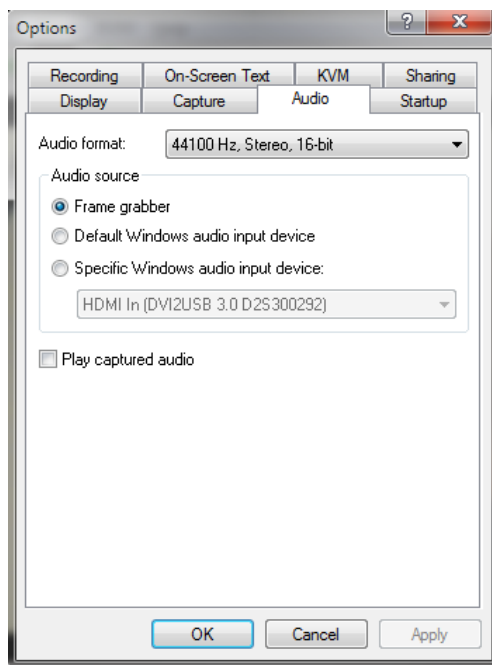 Options
Recording On-Screen Text KVM Sharing
Display Capture Audio Startup
Audio format: 44100 Hz, Stereo, 16-bit
Audio source
Frame grabber
Default Windows audio input device
Specific Windows audio input device:
HDMI In (DVI2USB 3.0 D2S300292)
Play captured audio
OK Cancel Apply